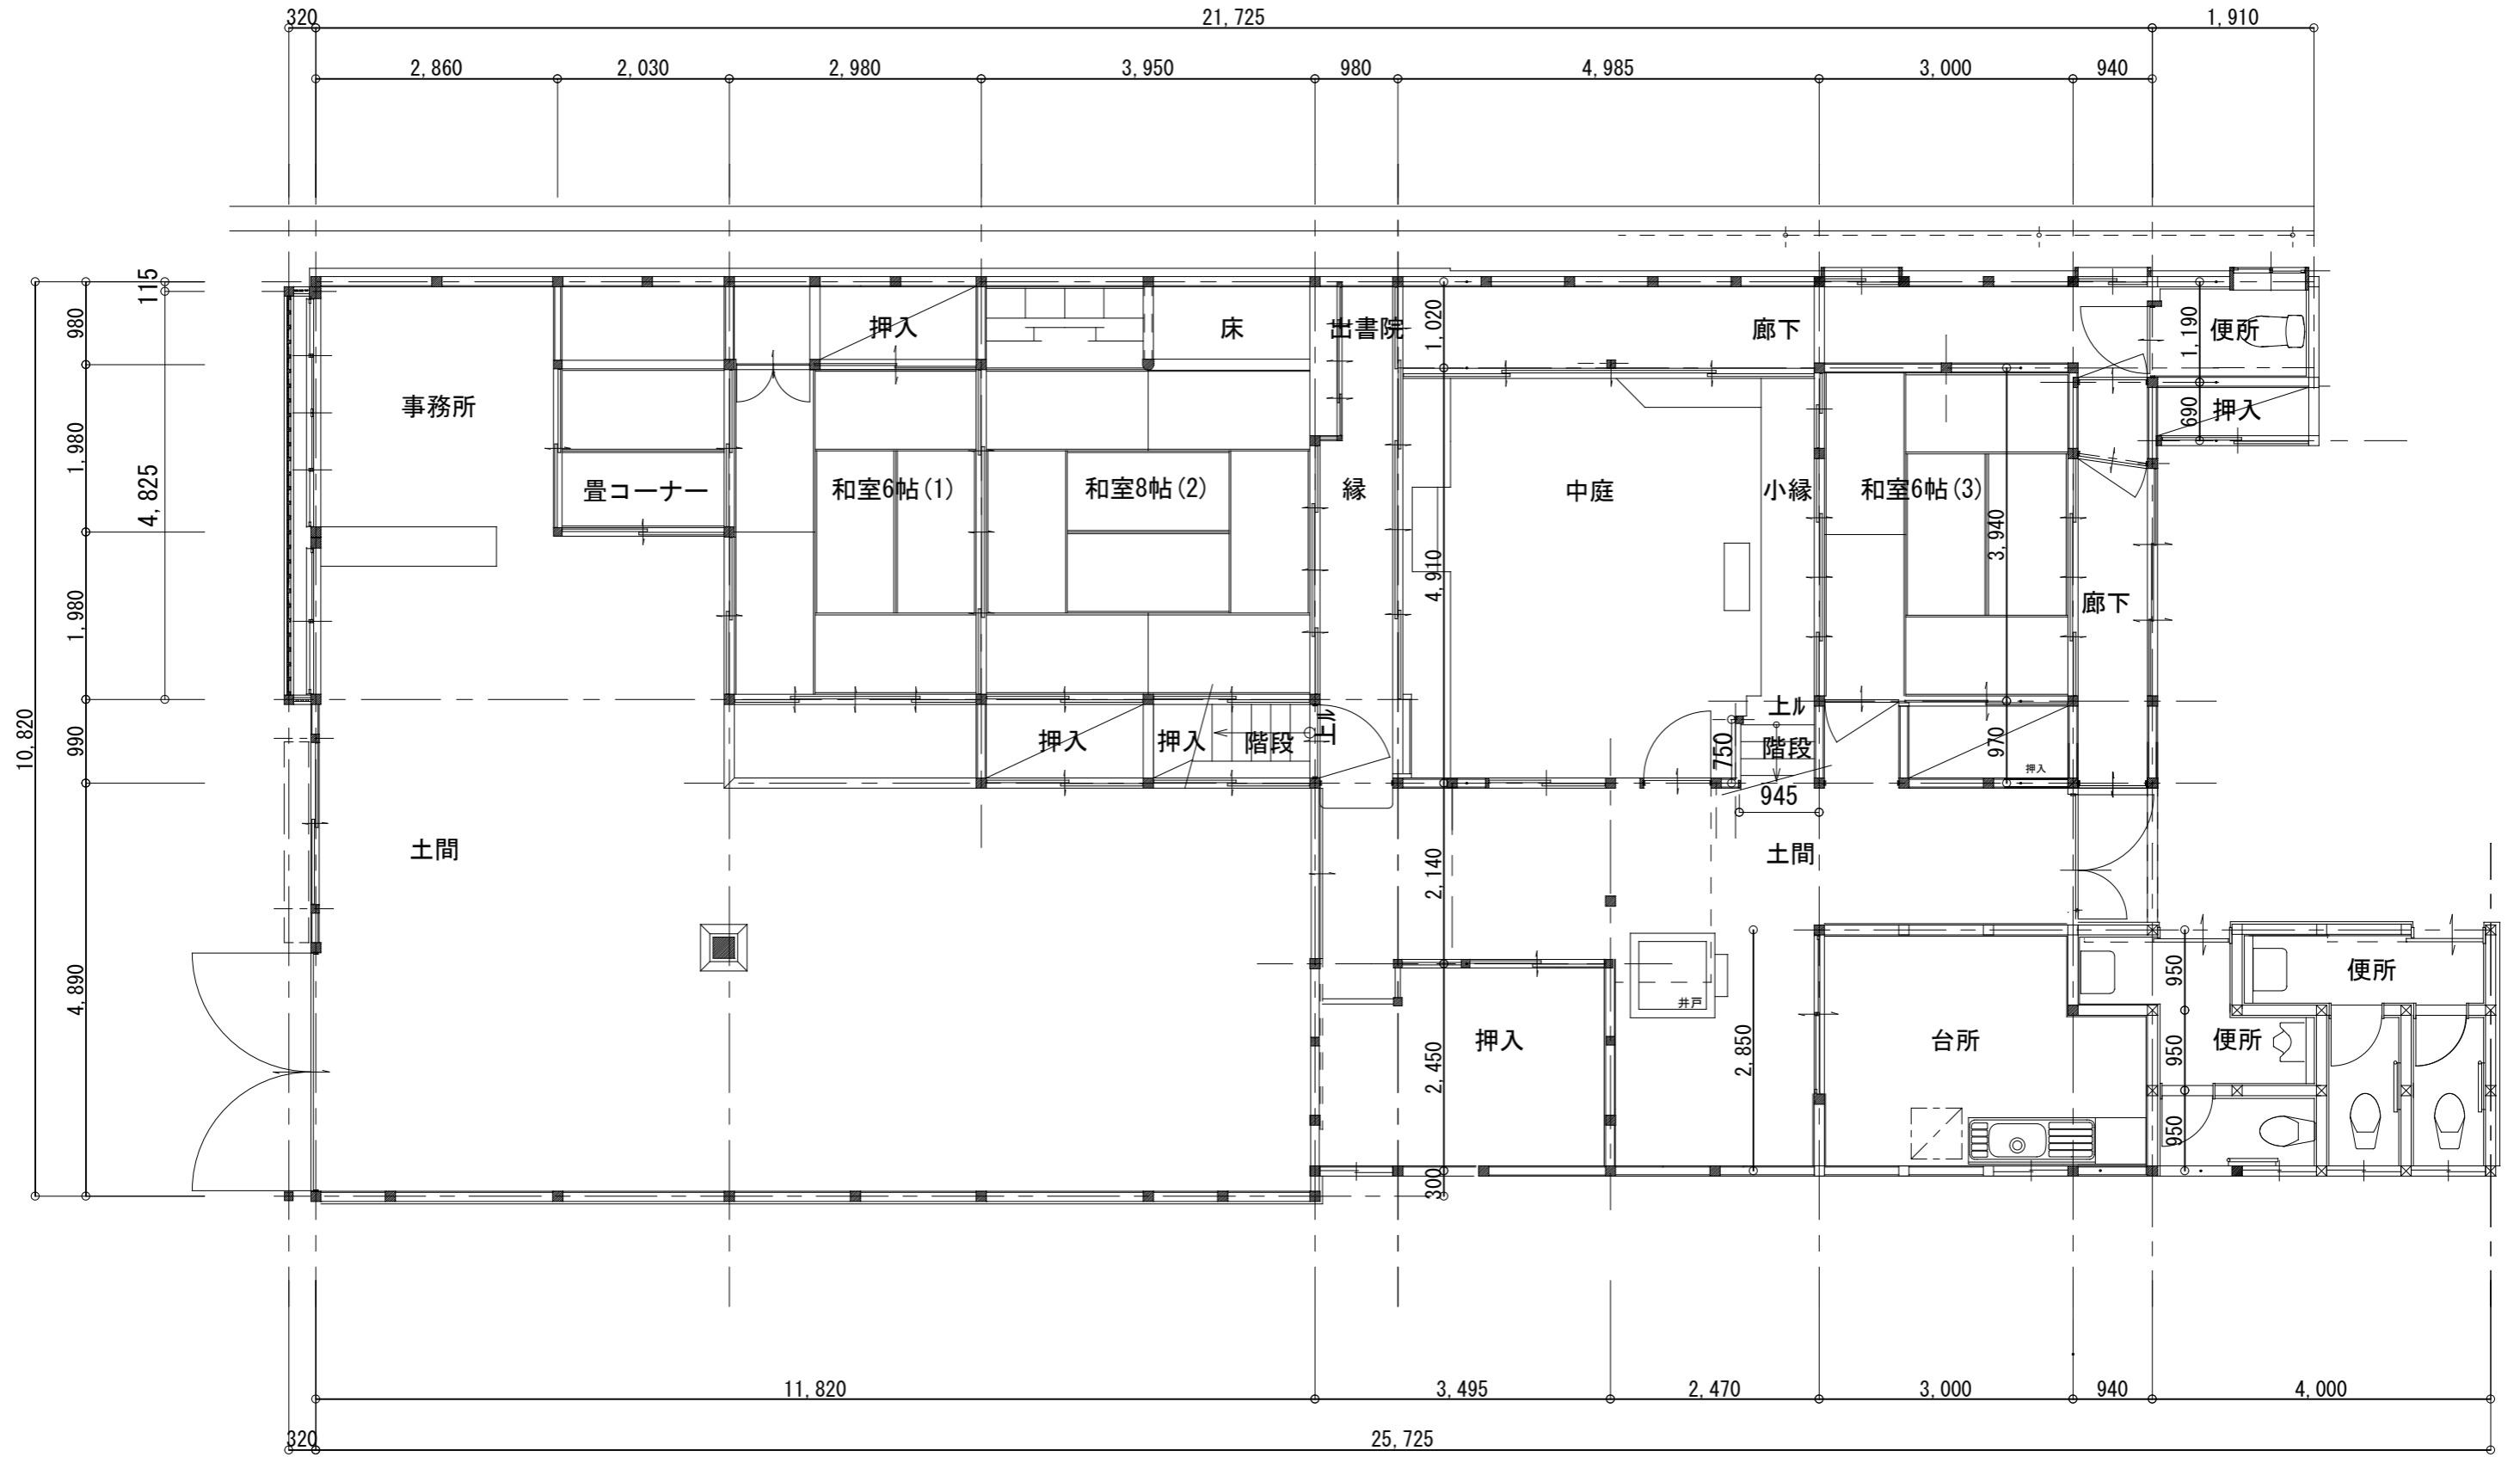 320
21,725
1,910
2,860
2,030
2,980
3,950
980
4,985
3,000
940
115
980
1,980
4,825
1,980
10,820
990
4,890
押入
床
出書院
1,020
廊下
1,190
便所
690
押入
事務所
畳コーナー
和室6帖(1)
和室8帖(2)
縁
中庭
小縁
和室6帖(3)
3,940
4,910
廊下
押入
押入
階段
上ル
上ル
階段
750
970
押入
945
土間
土間
2,140
井戸
押入
2,450
2,850
300
台所
950
950
950
便所
便所
11,820
3,495
2,470
3,000
940
4,000
320
25,725